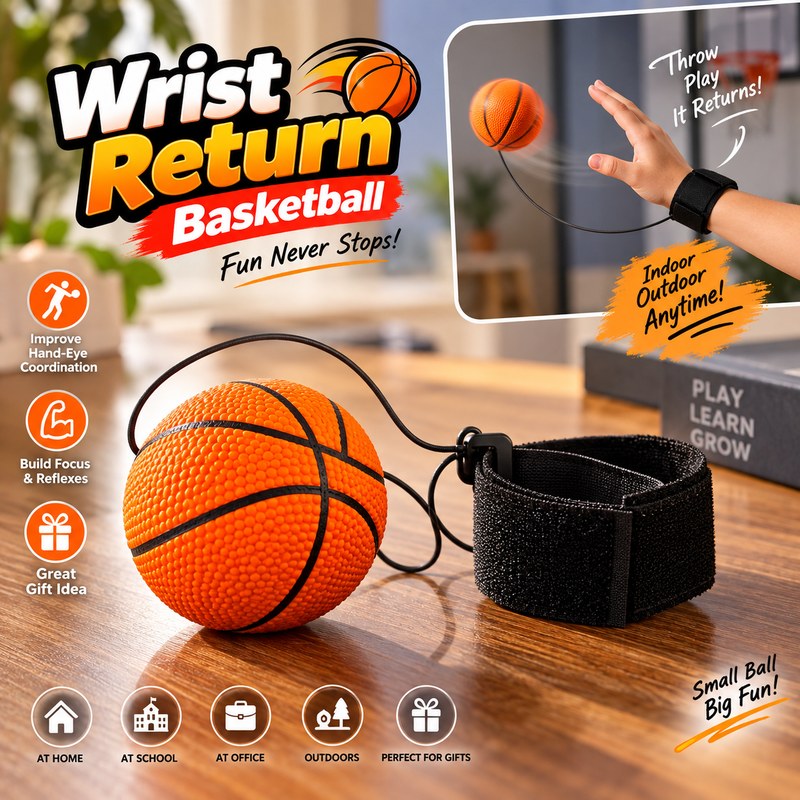 Wrist
Return
Basketball
Fun Never Stops!
Throw
Play
It Returns!
Indoor
Outdoor
Anytime!
Improve
Hand-Eye
Coordination
Build Focus
& Reflexes
Great
Gift Idea
PLAY
LEARN
GROW
Small Ball
Big Fun!
AT HOME
AT SCHOOL
AT OFFICE
OUTDOORS
PERFECT FOR GIFTS